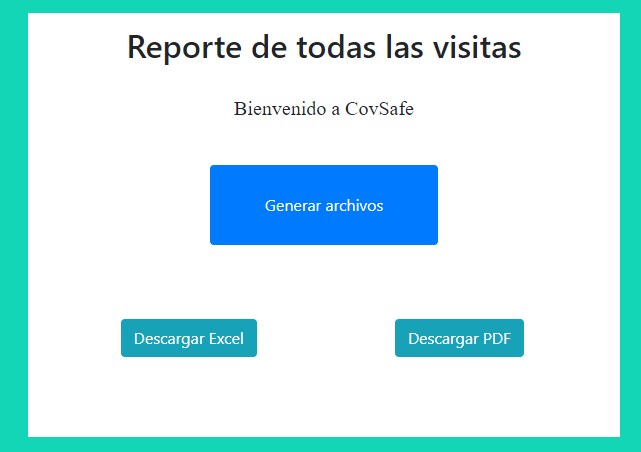 Reporte de todas las visitas
Bienvenido a CovSafe
Generar archivos
Descargar Excel
Descargar PDF